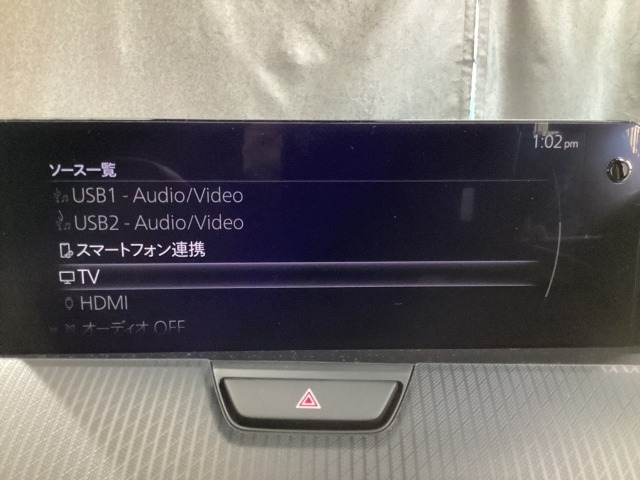 1:02 pm
ソース一覧
USB1 - Audio/Video
USB2 - Audio/Video
スマートフォン連携
TV
HDMI
オーディオ OFF